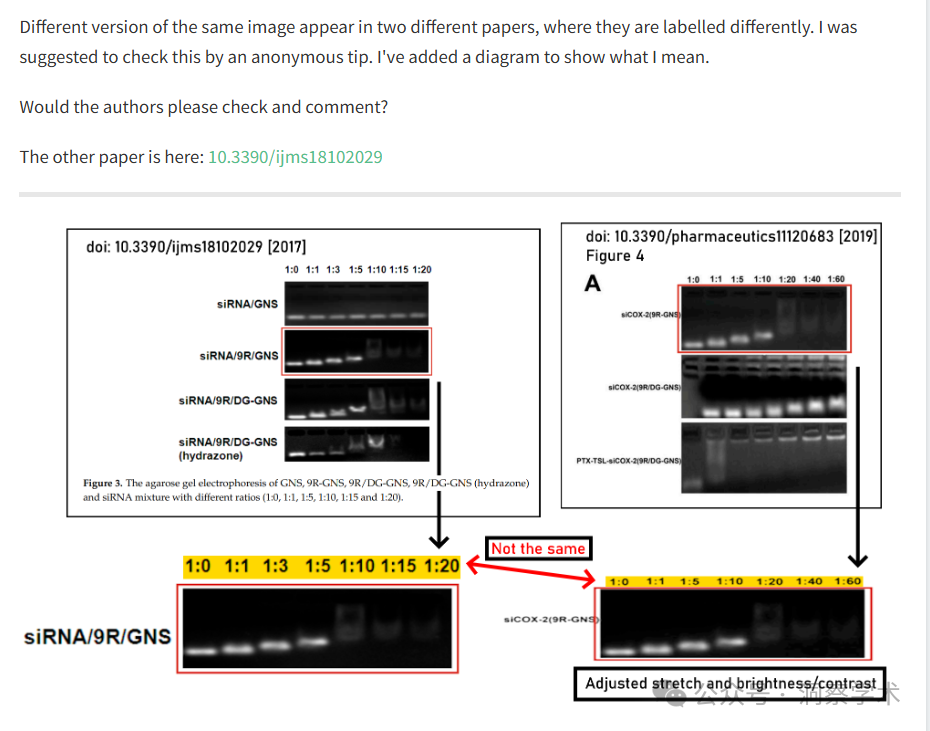 Different version of the same image appear in two different papers, where they are labelled differently. I was
suggested to check this by an anonymous tip. I've added a diagram to show what I mean.
Would the authors please check and comment?
The other paper is here: 10.3390/ijms18102029
doi: 10.3390/ijms18102029 [2017]
1:0 1:1 1:3 1:5 1:10 1:15 1:20
siRNA/GNS
siRNA/9R/GNS
siRNA/9R/DG-GNS
siRNA/9R/DG-GNS
(hydrazone)
Figure 3. The agarose gel electrophoresis of GNS, 9R-GNS, 9R/DG-GNS, 9R/DG-GNS (hydrazone)
and siRNA mixture with different ratios (1:0, 1:1, 1:5, 1:10, 1:15 and 1:20).
doi: 10.3390/pharmaceutics11120683 [2019]
Figure 4
A
1:0 1:1 1:5 1:10 1:20 1:40 1:60
siCOX-2(9R-GNS)
siCOX-2(9R/DG-GNS)
PTX-TSL-siCOX-2(9R/DG-GNS)
Not the same
1:0 1:1 1:3 1:5 1:10 1:15 1:20
siRNA/9R/GNS
1:0 1:1 1:5 1:10 1:20 1:40 1:60
siCOX-2(9R-GNS)
Adjusted stretch and brightness/contrast
公众号 · 洞察学术